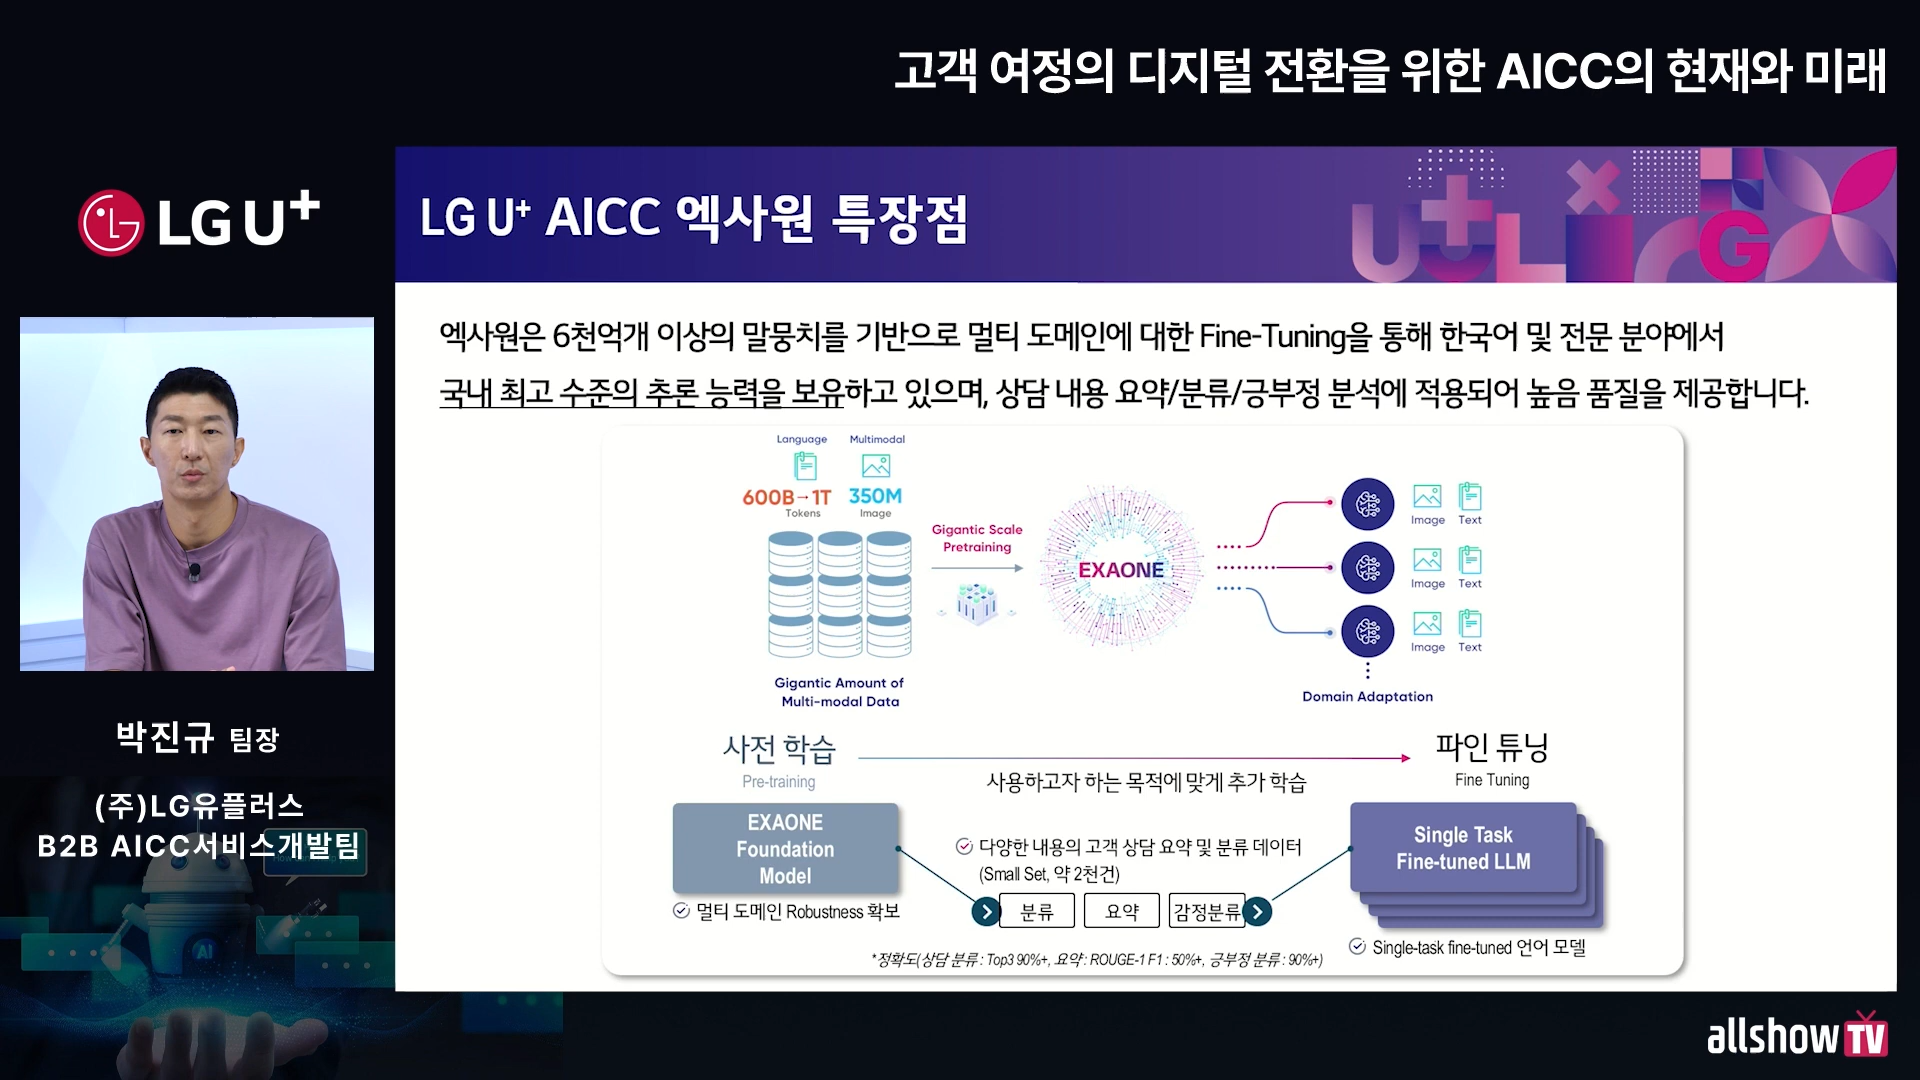 고객 여정의 디지털 전환을 위한 AICC의 현재와 미래
LG U+
LG U+ AICC 엑사원 특장점
엑사원은 6천억개 이상의 말뭉치를 기반으로 멀티 도메인에 대한 Fine-Tuning을 통해 한국어 및 전문 분야에서
국내 최고 수준의 추론 능력을 보유하고 있으며, 상담 내용 요약/분류/긍부정 분석에 적용되어 높음 품질을 제공합니다.
Language
Multimodal
600B→1T
350M
Tokens
Image
Gigantic Scale
Pretraining
EXAONE
Image Text
Image Text
Image Text
Gigantic Amount of
Multi-modal Data
Domain Adaptation
사전 학습
Pre-training
사용하고자 하는 목적에 맞게 추가 학습
파인 튜닝
Fine Tuning
EXAONE
Foundation
Model
멀티 도메인 Robustness 확보
다양한 내용의 고객 상담 요약 및 분류 데이터
(Small Set, 약 2천건)
분류
요약
감정분류
Single Task
Fine-tuned LLM
Single-task fine-tuned 언어 모델
*정확도(상담 분류 : Top3 90%+, 요약 : ROUGE-1 F1 : 50%+, 긍부정 분류 : 90%+)
박진규 팀장
(주)LG유플러스
B2B AICC서비스개발팀
AI
allshow TV